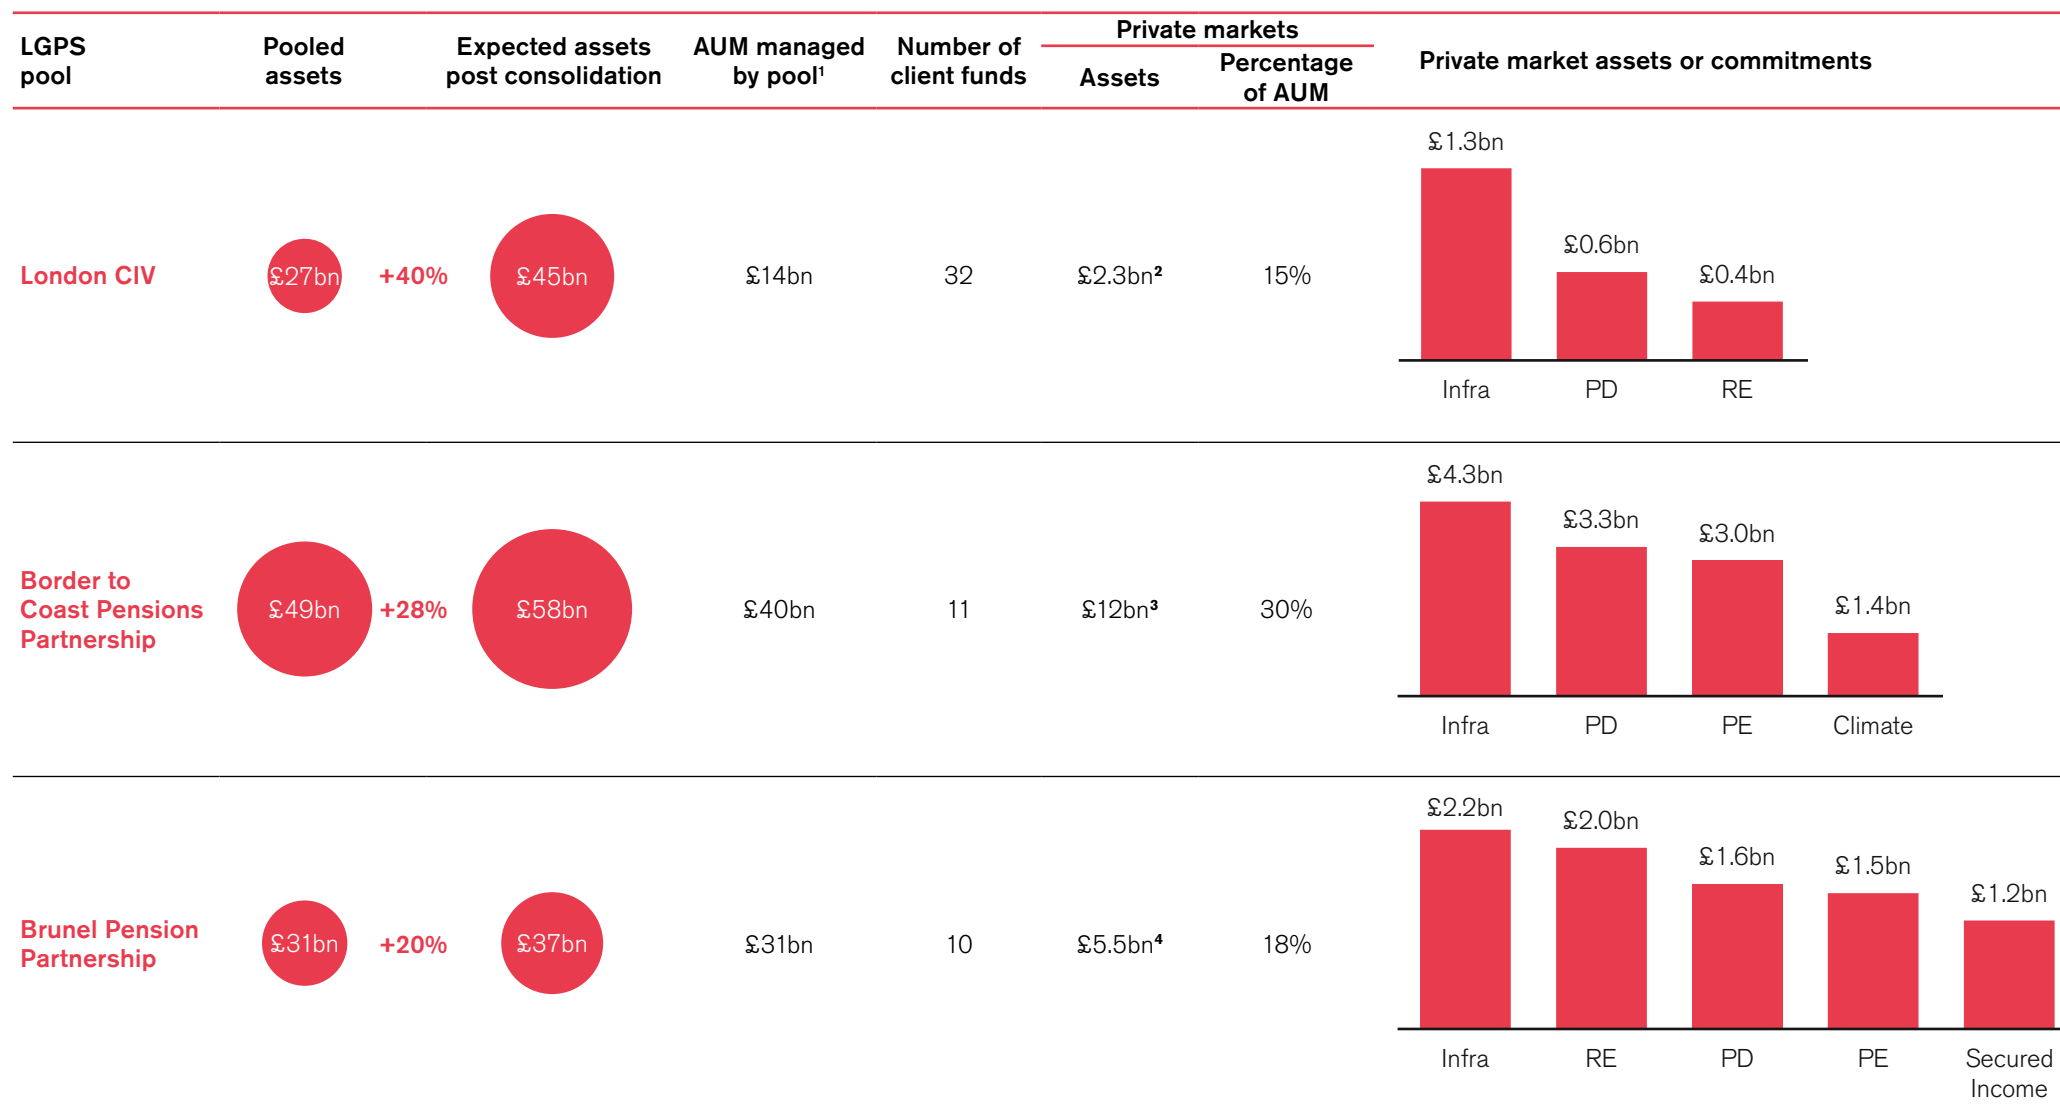 LGPS
pool
Pooled
assets
Expected assets
post consolidation
AUM managed
by pool¹
Number of
client funds
Private markets
Assets
Percentage
of AUM
Private market assets or commitments
London CIV
£27bn
+40%
£45bn
£14bn
32
£2.3bn²
15%
£1.3bn
£0.6bn
£0.4bn
Infra
PD
RE
Border to
Coast Pensions
Partnership
£49bn
+28%
£58bn
£40bn
11
£12bn³
30%
£4.3bn
£3.3bn
£3.0bn
£1.4bn
Infra
PD
PE
Climate
Brunel Pension
Partnership
£31bn
+20%
£37bn
£31bn
10
£5.5bn⁴
18%
£2.2bn
£2.0bn
£1.6bn
£1.5bn
£1.2bn
Infra
RE
PD
PE
Secured
Income